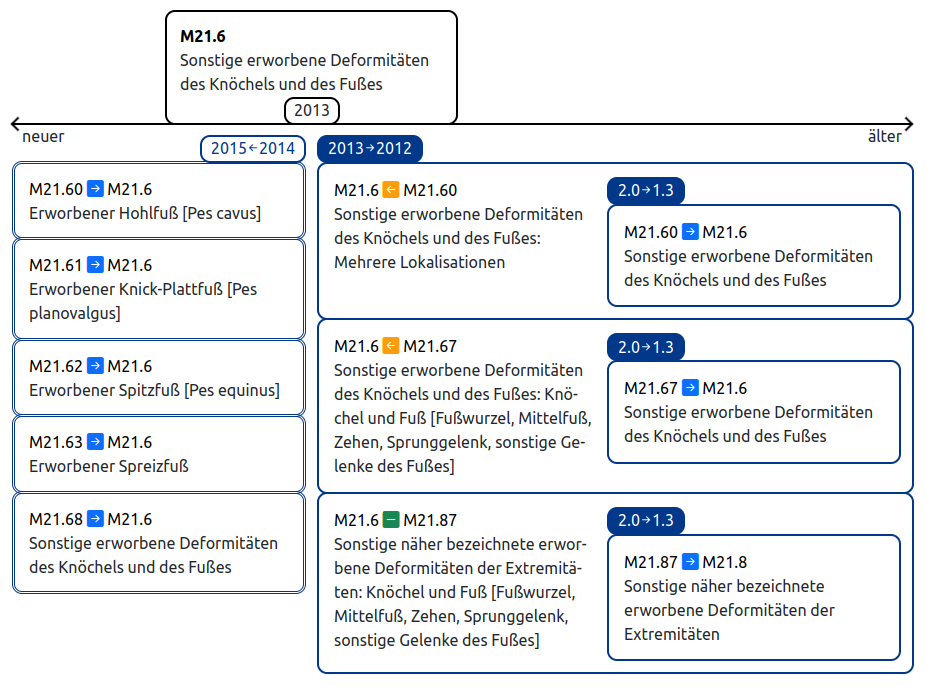 M21.6
Sonstige erworbene Deformitäten
des Knöchels und des Fußes
2013
neuer
älter
2015←2014
M21.60 → M21.6
Erworbener Hohlfuß [Pes cavus]
M21.61 → M21.6
Erworbener Knick-Plattfuß [Pes
planovalgus]
M21.62 → M21.6
Erworbener Spitzfuß [Pes equinus]
M21.63 → M21.6
Erworbener Spreizfuß
M21.68 → M21.6
Sonstige erworbene Deformitäten
des Knöchels und des Fußes
2013→2012
M21.6 ← M21.60
Sonstige erworbene Deformitäten
des Knöchels und des Fußes:
Mehrere Lokalisationen
2.0→1.3
M21.60 → M21.6
Sonstige erworbene Deformitäten
des Knöchels und des Fußes
M21.6 ← M21.67
Sonstige erworbene Deformitäten
des Knöchels und des Fußes: Knö-
chel und Fuß [Fußwurzel, Mittelfuß,
Zehen, Sprunggelenk, sonstige Ge-
lenke des Fußes]
2.0→1.3
M21.67 → M21.6
Sonstige erworbene Deformitäten
des Knöchels und des Fußes
M21.6 − M21.87
Sonstige näher bezeichnete erwor-
bene Deformitäten der Extremitä-
ten: Knöchel und Fuß [Fußwurzel,
Mittelfuß, Zehen, Sprunggelenk,
sonstige Gelenke des Fußes]
2.0→1.3
M21.87 → M21.8
Sonstige näher bezeichnete
erworbene Deformitäten der
Extremitäten